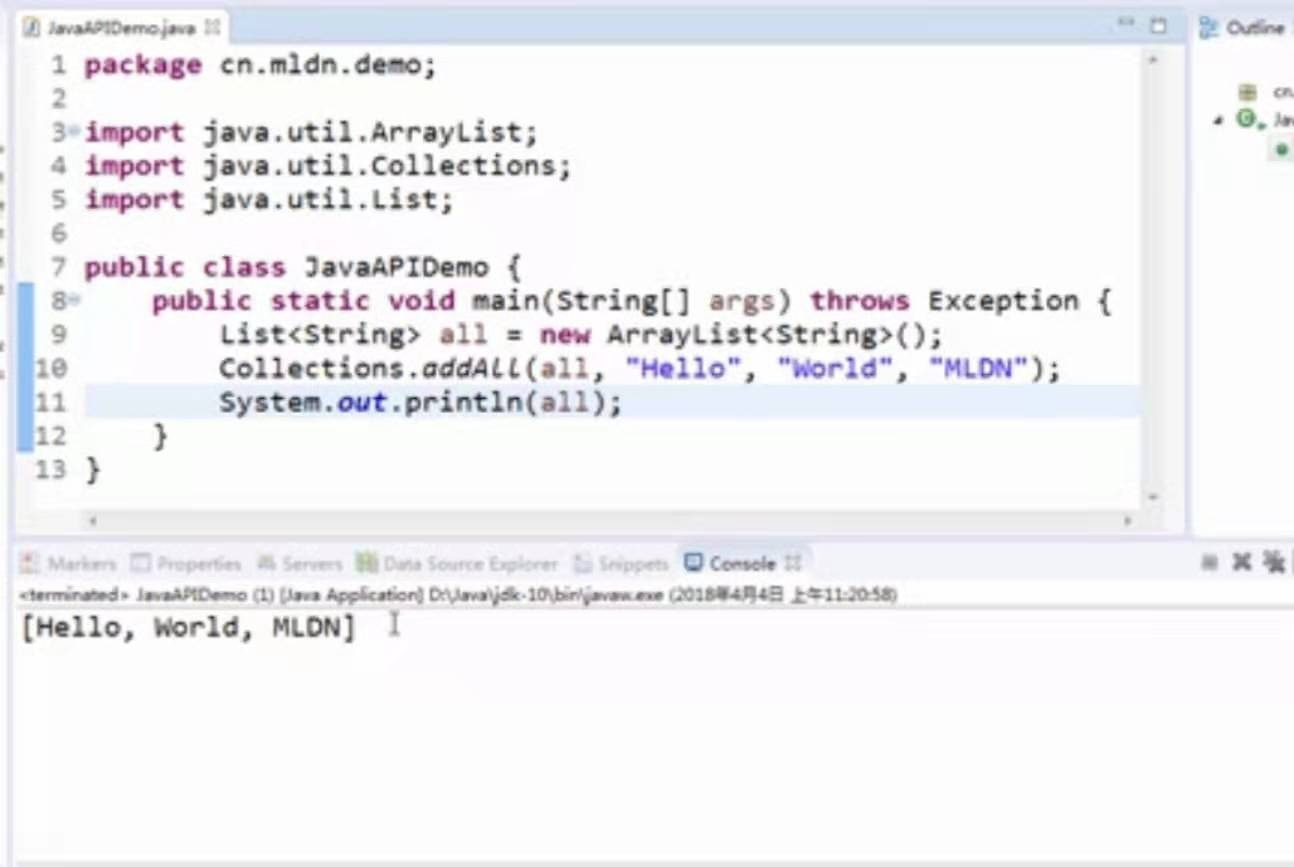 JavaAPIDemo.java
Outline
1 package cn.mldn.demo;
2
3 import java.util.ArrayList;
4 import java.util.Collections;
5 import java.util.List;
6
7 public class JavaAPIDemo {
8 public static void main(String[] args) throws Exception {
9 List<String> all = new ArrayList<String>();
10 Collections.addALL(all, "Hello", "World", "MLDN");
11 System.out.println(all);
12 }
13 }
cn.
Jav
Markers Properties Servers Data Source Explorer Snippets Console
<terminated> JavaAPIDemo (1) [Java Application] D:\Java\jdk-10\bin\javaw.exe (2018年4月4日 上午11:20:58)
[Hello, World, MLDN]